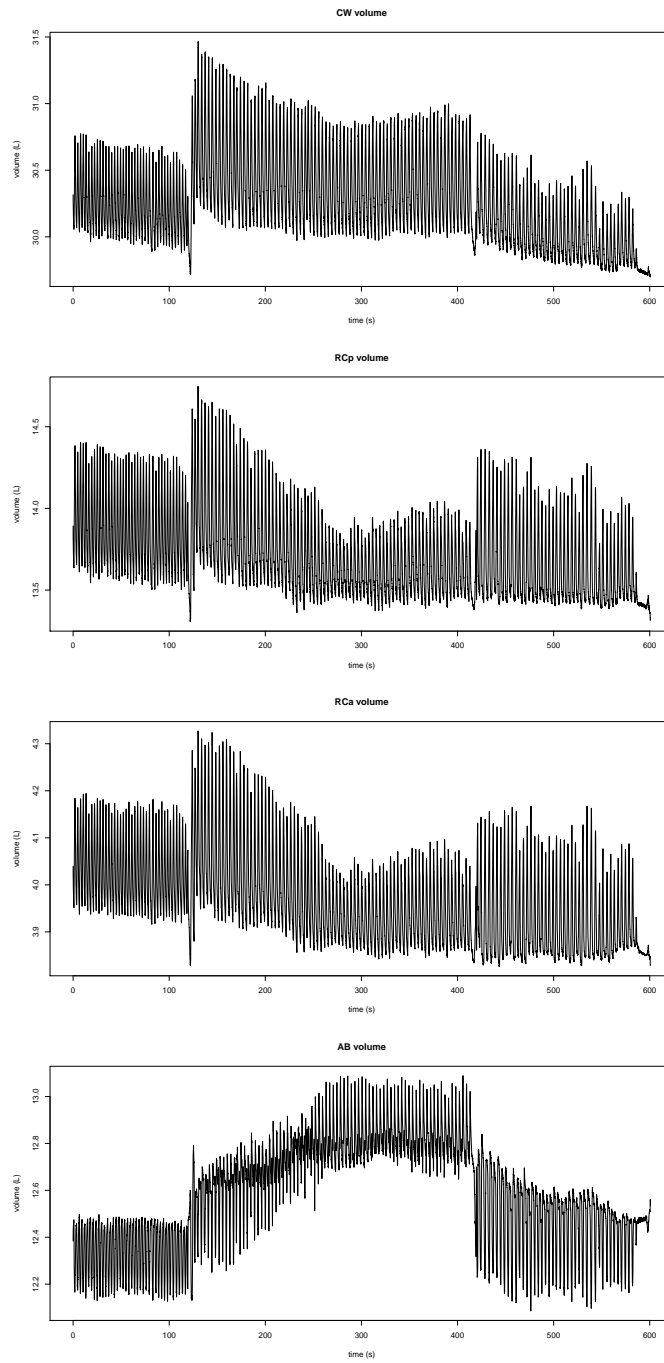 CW volume
volume (L)
31.5
31.0
30.5
30.0
0 100 200 300 400 500 600
time (s)
RCp volume
volume (L)
14.5
14.0
13.5
0 100 200 300 400 500 600
time (s)
RCa volume
volume (L)
4.3
4.2
4.1
4.0
3.9
0 100 200 300 400 500 600
time (s)
AB volume
volume (L)
13.0
12.8
12.6
12.4
12.2
0 100 200 300 400 500 600
time (s)